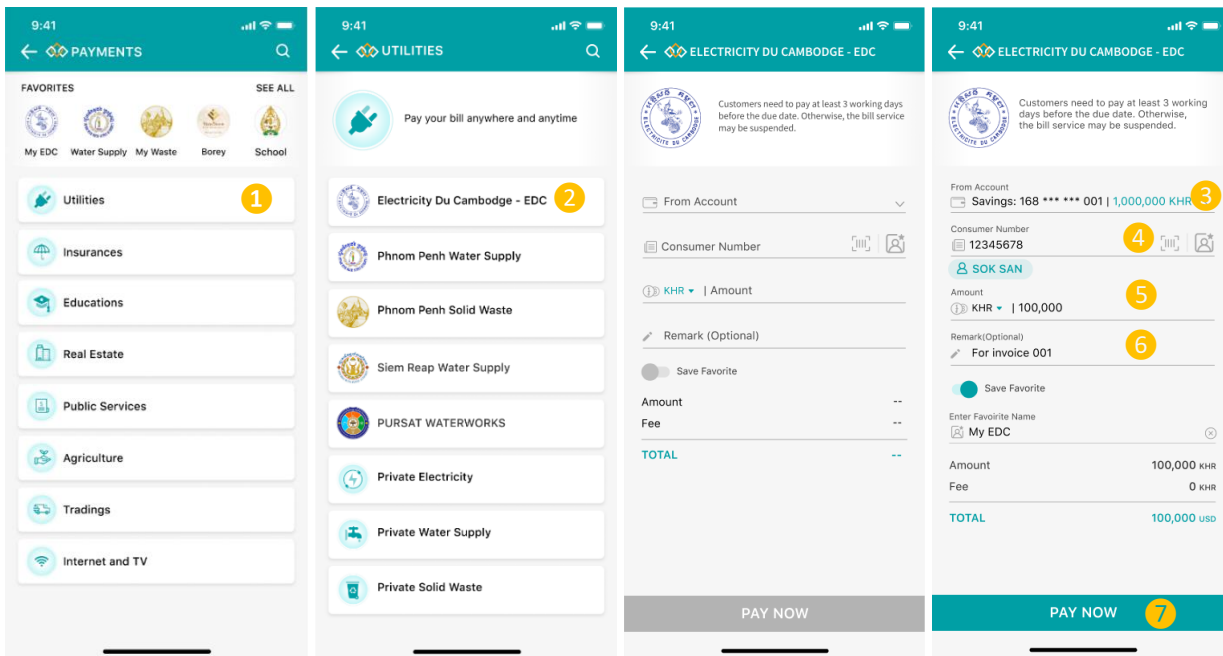 9:41
PAYMENTS
FAVORITES SEE ALL
My EDC Water Supply My Waste Borey School
Utilities 1
Insurances
Educations
Real Estate
Public Services
Agriculture
Tradings
Internet and TV
9:41
UTILITIES
Pay your bill anywhere and anytime
Electricity Du Cambodge - EDC 2
Phnom Penh Water Supply
Phnom Penh Solid Waste
Siem Reap Water Supply
PURSAT WATERWORKS
Private Electricity
Private Water Supply
Private Solid Waste
9:41
ELECTRICITY DU CAMBODGE - EDC
ELECTRICITE DU CAMBODGE
Customers need to pay at least 3 working days
before the due date. Otherwise, the bill service
may be suspended.
From Account
Consumer Number
KHR | Amount
Remark (Optional)
Save Favorite
Amount --
Fee --
TOTAL --
PAY NOW
9:41
ELECTRICITY DU CAMBODGE - EDC
ELECTRICITE DU CAMBODGE
Customers need to pay at least 3 working
days before the due date. Otherwise,
the bill service may be suspended.
From Account
Savings: 168 *** *** 001 | 1,000,000 KHR 3
Consumer Number
12345678 4
SOK SAN
Amount
KHR | 100,000 5
Remark(Optional)
For invoice 001 6
Save Favorite
Enter Favoirite Name
My EDC
Amount 100,000 KHR
Fee 0 KHR
TOTAL 100,000 USD
PAY NOW 7